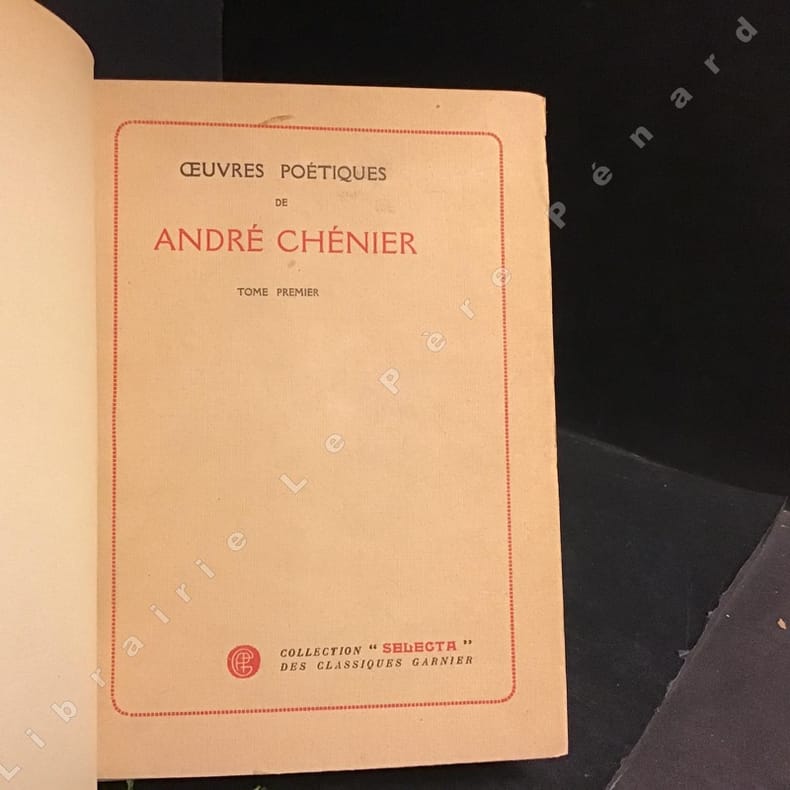 ŒUVRES POÉTIQUES
DE
ANDRÉ CHÉNIER
TOME PREMIER
COLLECTION "SELECTA"
DES CLASSIQUES GARNIER
Librairie Le Père Pénard